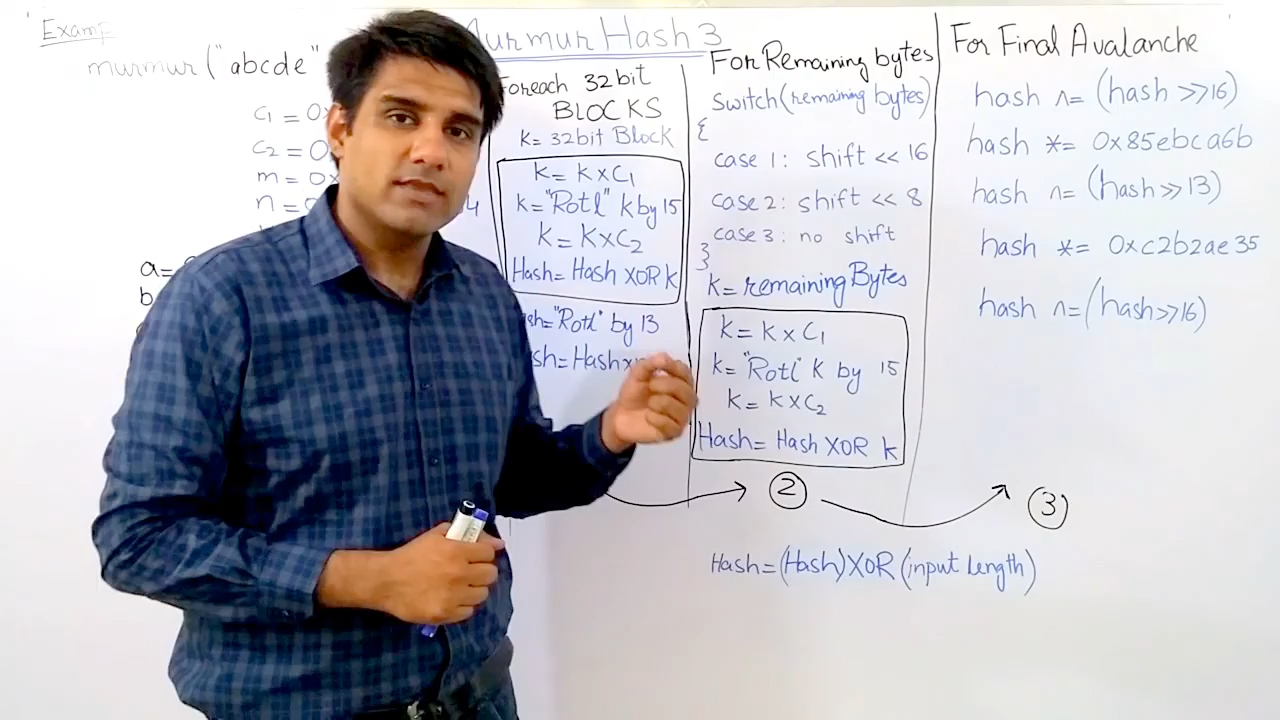 Examp
murmur ("abcde"
c1 = 0x
c2 = 0
m = 0x
n =
a=
b
Murmur Hash 3
Foreach 32bit
BLOCKS
k= 32bit Block
k= k x C1
k= "Rotl" k by 15
k= k x C2
Hash= Hash XOR k
sh= "Rotl" by 13
sh= Hash x
For Remaining bytes
switch (remaining bytes)
{
case 1: shift << 16
case 2: shift << 8
case 3: no shift
}
k= remaining Bytes
k= k x C1
k= "Rotl" k by 15
k= k x C2
Hash= Hash XOR k
2
Hash= (Hash) XOR (input Length)
For Final Avalanche
hash ^= (hash >> 16)
hash *= 0x85ebca6b
hash ^= (hash >> 13)
hash *= 0xc2b2ae35
hash ^= (hash >> 16)
3